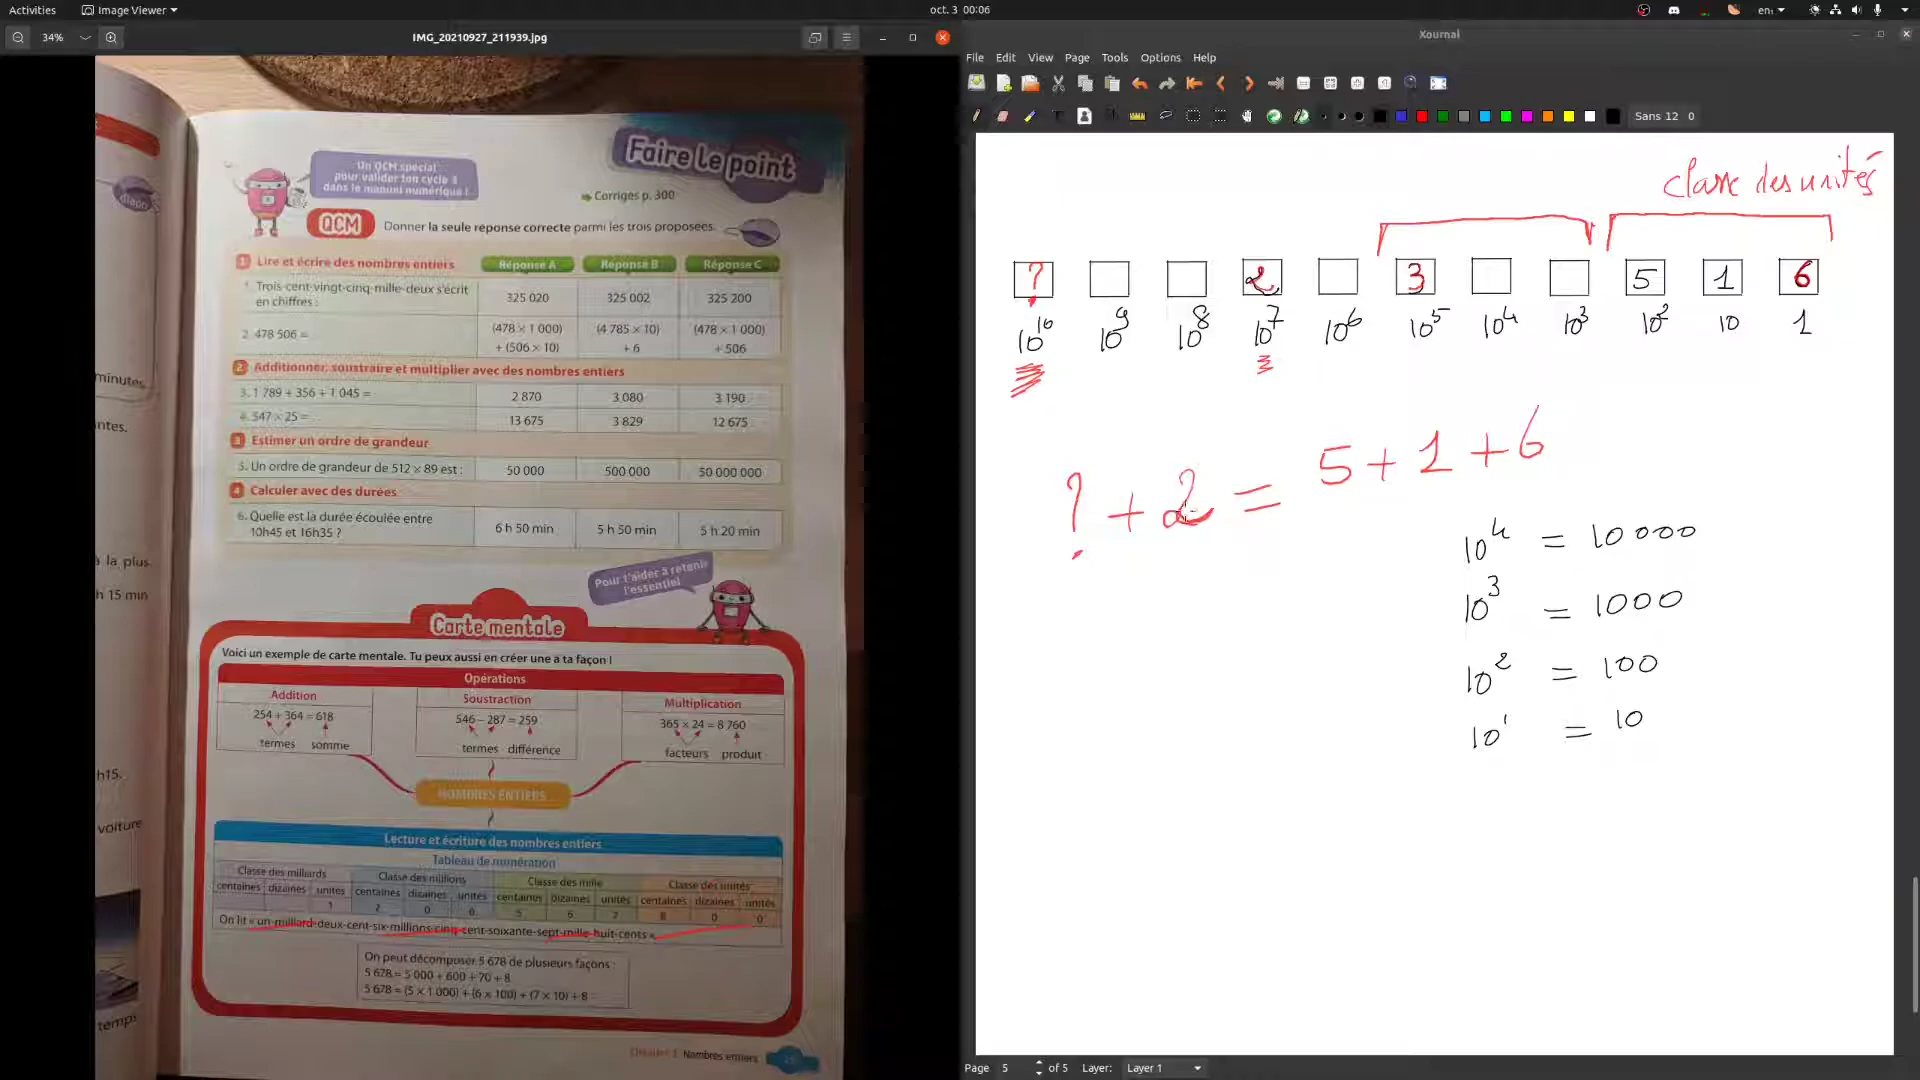 Activities
Image Viewer
oct. 3 00:06
en₁
34%
IMG_20210927_211939.jpg
Xournal
File Edit View Page Tools Options Help
Sans 12 0
minutes
ntes.
à la plus
h 15 min
h15.
voiture
temps
Un QCM spécial
pour valider ton cycle 3
dans le manuel numérique !
Faire le point
Corrigés p. 300
QCM Donner la seule réponse correcte parmi les trois proposées.
1 Lire et écrire des nombres entiers Réponse A Réponse B Réponse C
1. Trois-cent-vingt-cinq-mille-deux s'écrit
en chiffres : 325 020 325 002 325 200
2. 478 506 = (478 × 1 000) (4 785 × 10) (478 × 1 000)
+ (506 × 10) + 6 + 506
2 Additionner, soustraire et multiplier avec des nombres entiers
3. 1 789 + 356 + 1 045 = 2 870 3 080 3 190
4. 547 × 25 = 13 675 3 829 12 675
3 Estimer un ordre de grandeur
5. Un ordre de grandeur de 512 × 89 est : 50 000 500 000 50 000 000
4 Calculer avec des durées
6. Quelle est la durée écoulée entre
10h45 et 16h35 ? 6 h 50 min 5 h 50 min 5 h 20 min
Pour t'aider à retenir
l'essentiel
Carte mentale
Voici un exemple de carte mentale. Tu peux aussi en créer une à ta façon !
Opérations
Addition Soustraction Multiplication
254 + 364 = 618 546 − 287 = 259 365 × 24 = 8 760
termes somme termes différence facteurs produit
NOMBRES ENTIERS
Lecture et écriture des nombres entiers
Tableau de numération
Classe des milliards Classe des millions Classe des mille Classe des unités
centaines dizaines unités centaines dizaines unités centaines dizaines unités centaines dizaines unités
1 2 0 6 5 6 7 8 0 0
On lit « un-milliard-deux-cent-six-millions-cinq-cent-soixante-sept-mille-huit-cents ».
On peut décomposer 5 678 de plusieurs façons :
5 678 = 5 000 + 600 + 70 + 8
5 678 = (5 × 1 000) + (6 × 100) + (7 × 10) + 8
Nombres entiers
classe des unités
? 2 3 5 1 6
10¹⁰ 10⁹ 10⁸ 10⁷ 10⁶ 10⁵ 10⁴ 10³ 10² 10 1
? + 2 = 5 + 1 + 6
10⁴ = 10000
10³ = 1000
10² = 100
10¹ = 10
Page 5 of 5 Layer: Layer 1